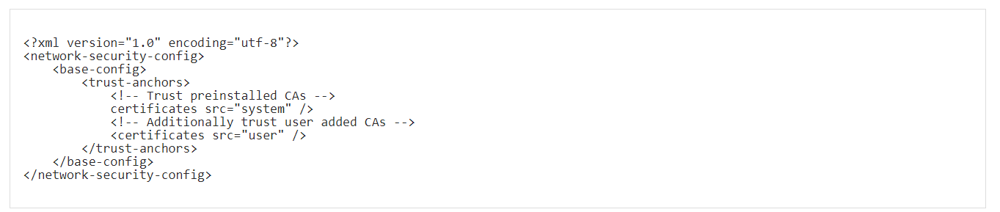 <?xml version="1.0" encoding="utf-8"?>
<network-security-config>
    <base-config>
        <trust-anchors>
            <!-- Trust preinstalled CAs -->
            certificates src="system" />
            <!-- Additionally trust user added CAs -->
            <certificates src="user" />
        </trust-anchors>
    </base-config>
</network-security-config>